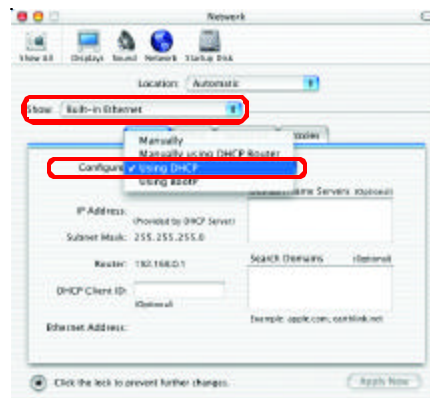 Network
Show All Displays Sound Network Startup Disk
Location: Automatic
Show: Built-in Ethernet
Manually
Manually using DHCP Router
Configure ✓ Using DHCP
Using BootP
Servers (Optional)
IP Address:
(Provided by DHCP Server)
Subnet Mask: 255.255.255.0
Router: 192.168.0.1
Search Domains (Optional)
DHCP Client ID:
(Optional)
Example: apple.com, earthlink.net
Ethernet Address:
Click the lock to prevent further changes.
Apply Now